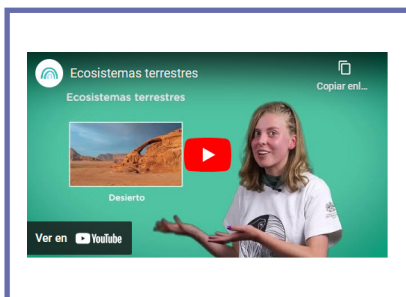 Ecosistemas terrestres
Copiar enl...
Ecosistemas terrestres
Desierto
Ver en YouTube